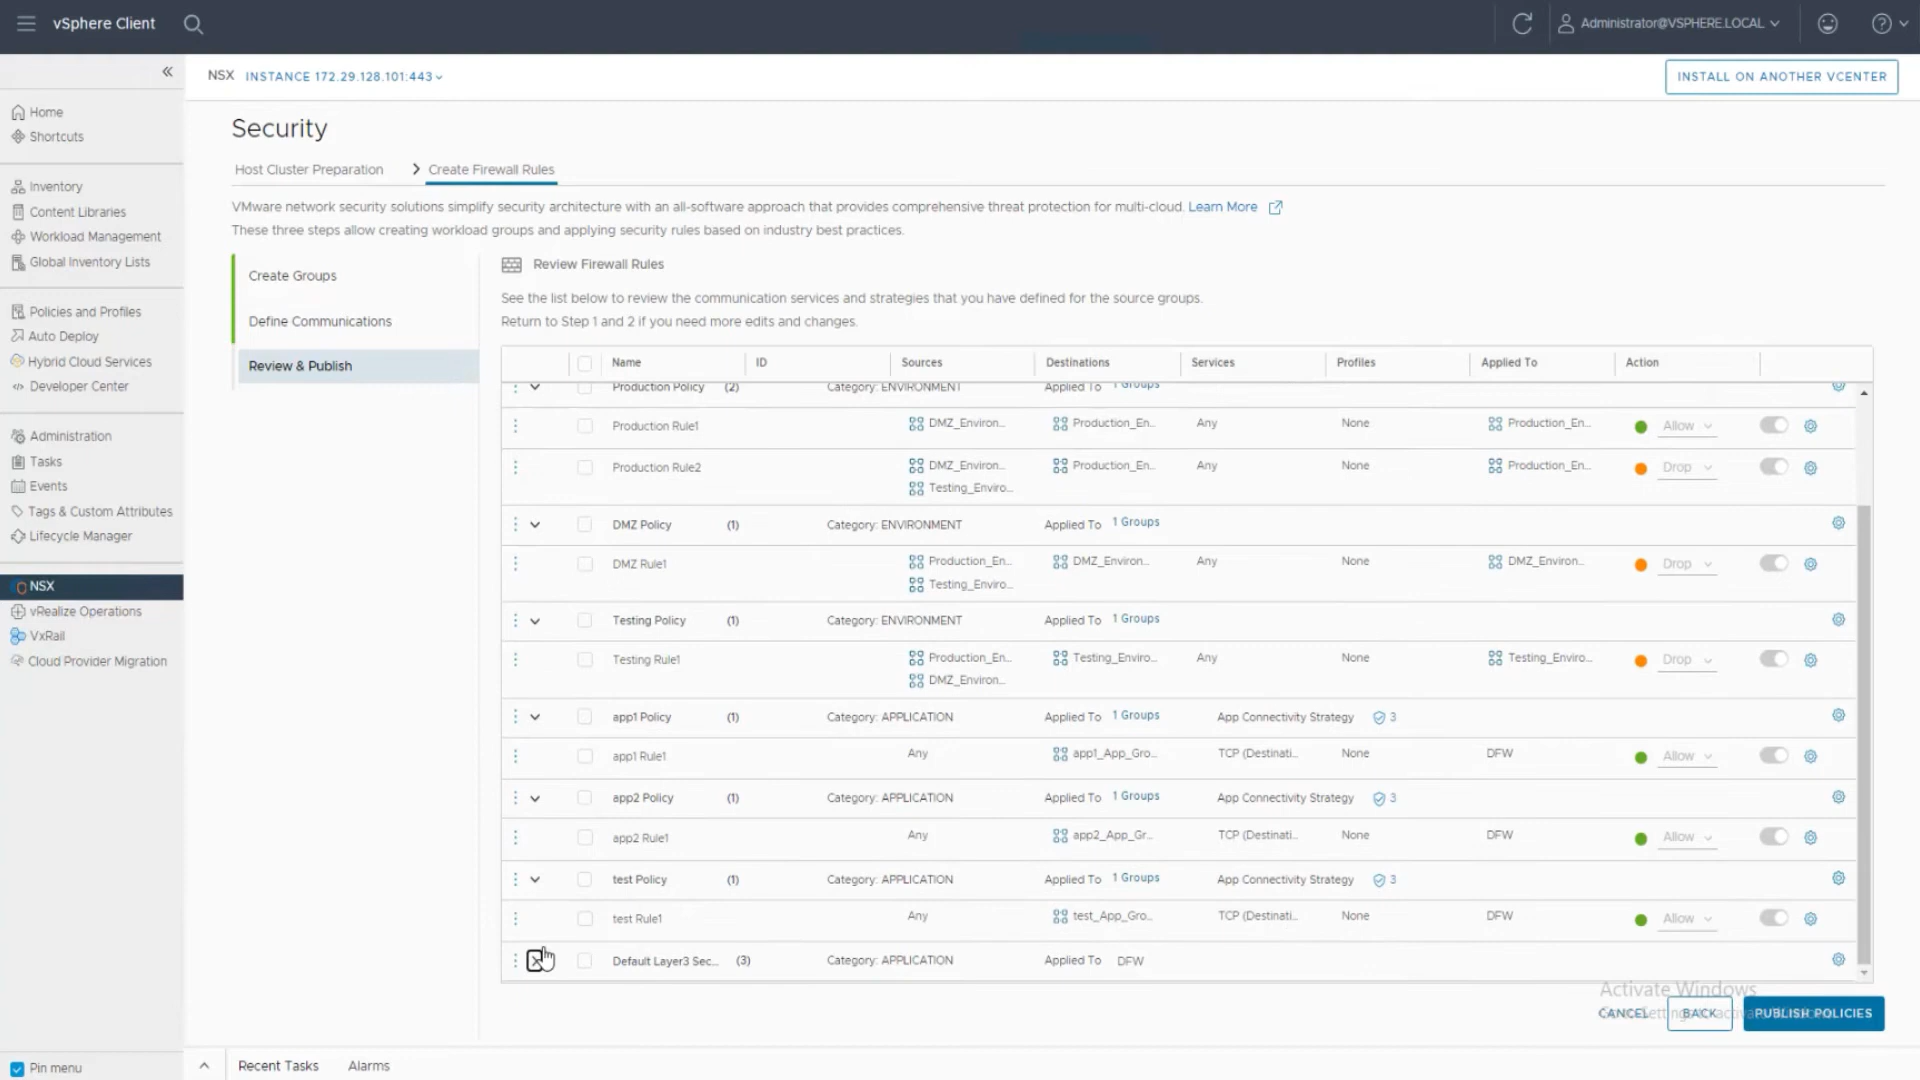 vSphere Client
Administrator@VSPHERE.LOCAL
NSX INSTANCE 172.29.128.101:443
INSTALL ON ANOTHER VCENTER
Home
Shortcuts
Inventory
Content Libraries
Workload Management
Global Inventory Lists
Policies and Profiles
Auto Deploy
Hybrid Cloud Services
Developer Center
Administration
Tasks
Events
Tags & Custom Attributes
Lifecycle Manager
NSX
vRealize Operations
VxRail
Cloud Provider Migration
Pin menu
Security
Host Cluster Preparation
Create Firewall Rules
VMware network security solutions simplify security architecture with an all-software approach that provides comprehensive threat protection for multi-cloud. Learn More
These three steps allow creating workload groups and applying security rules based on industry best practices.
Create Groups
Define Communications
Review & Publish
Review Firewall Rules
See the list below to review the communication services and strategies that you have defined for the source groups.
Return to Step 1 and 2 if you need more edits and changes.
Name ID Sources Destinations Services Profiles Applied To Action
Production Policy (2) Category: ENVIRONMENT Applied To 1 Groups
Production Rule1 DMZ_Environ... Production_En... Any None Production_En... Allow
Production Rule2 DMZ_Environ... Production_En... Any None Production_En... Drop
Testing_Enviro...
DMZ Policy (1) Category: ENVIRONMENT Applied To 1 Groups
DMZ Rule1 Production_En... DMZ_Environ... Any None DMZ_Environ... Drop
Testing_Enviro...
Testing Policy (1) Category: ENVIRONMENT Applied To 1 Groups
Testing Rule1 Production_En... Testing_Enviro... Any None Testing_Enviro... Drop
DMZ_Environ...
app1 Policy (1) Category: APPLICATION Applied To 1 Groups App Connectivity Strategy 3
app1 Rule1 Any app1_App_Gro... TCP (Destinati... None DFW Allow
app2 Policy (1) Category: APPLICATION Applied To 1 Groups App Connectivity Strategy 3
app2 Rule1 Any app2_App_Gr... TCP (Destinati... None DFW Allow
test Policy (1) Category: APPLICATION Applied To 1 Groups App Connectivity Strategy 3
test Rule1 Any test_App_Gro... TCP (Destinati... None DFW Allow
Default Layer3 Sec... (3) Category: APPLICATION Applied To DFW
Activate Windows
CANCEL BACK PUBLISH POLICIES
Recent Tasks Alarms